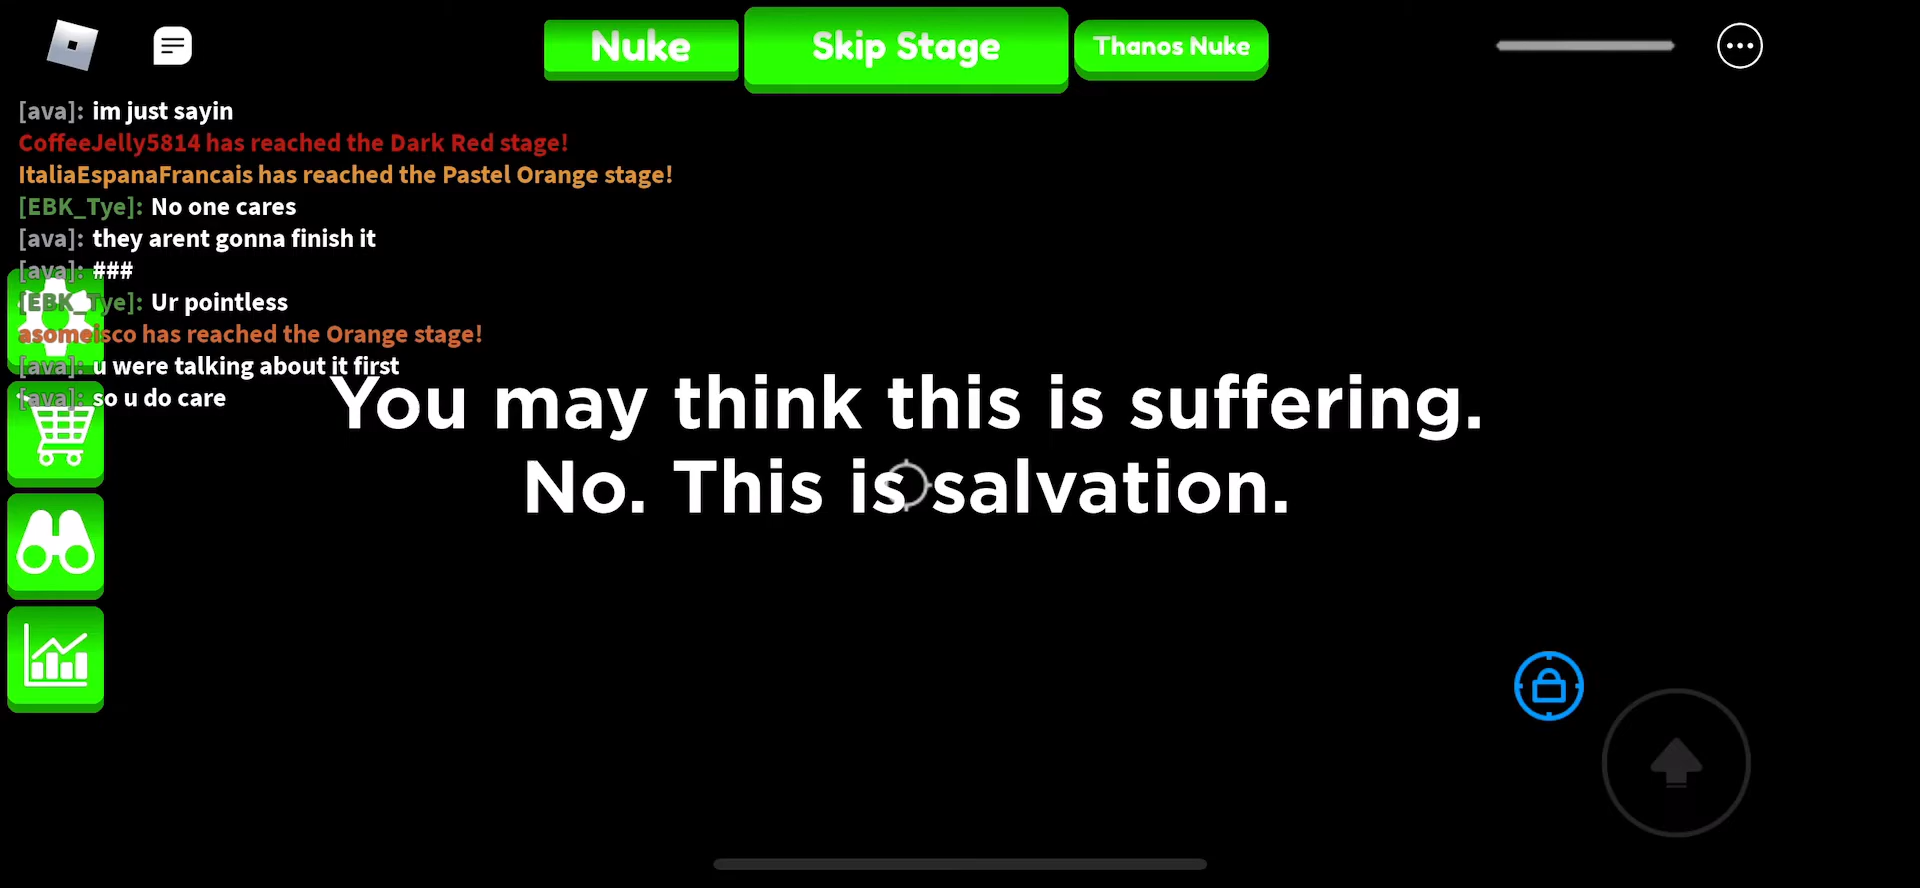 Nuke
Skip Stage
Thanos Nuke
[ava]: im just sayin
CoffeeJelly5814 has reached the Dark Red stage!
ItaliaEspanaFrancais has reached the Pastel Orange stage!
[EBK_Tye]: No one cares
[ava]: they arent gonna finish it
[ava]: ###
[EBK_Tye]: Ur pointless
asomeisco has reached the Orange stage!
[ava]: u were talking about it first
[ava]: so u do care
You may think this is suffering.
No. This is salvation.